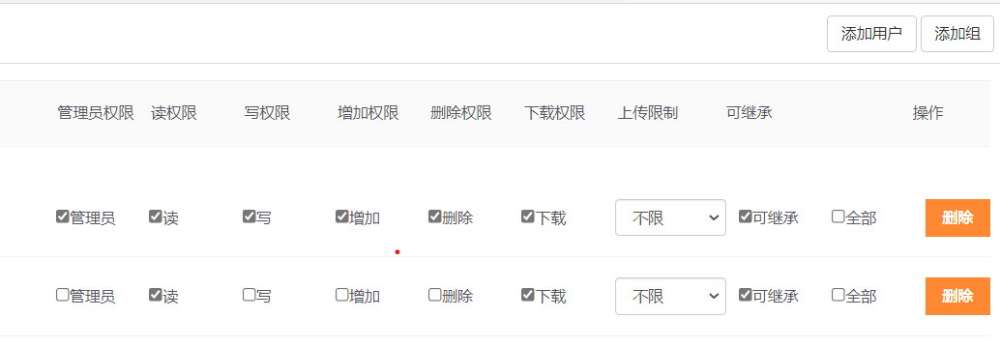 添加用户 添加组
管理员权限 读权限 写权限 增加权限 删除权限 下载权限 上传限制 可继承 操作
管理员 读 写 增加 删除 下载 不限 可继承 全部 删除
管理员 读 写 增加 删除 下载 不限 可继承 全部 删除